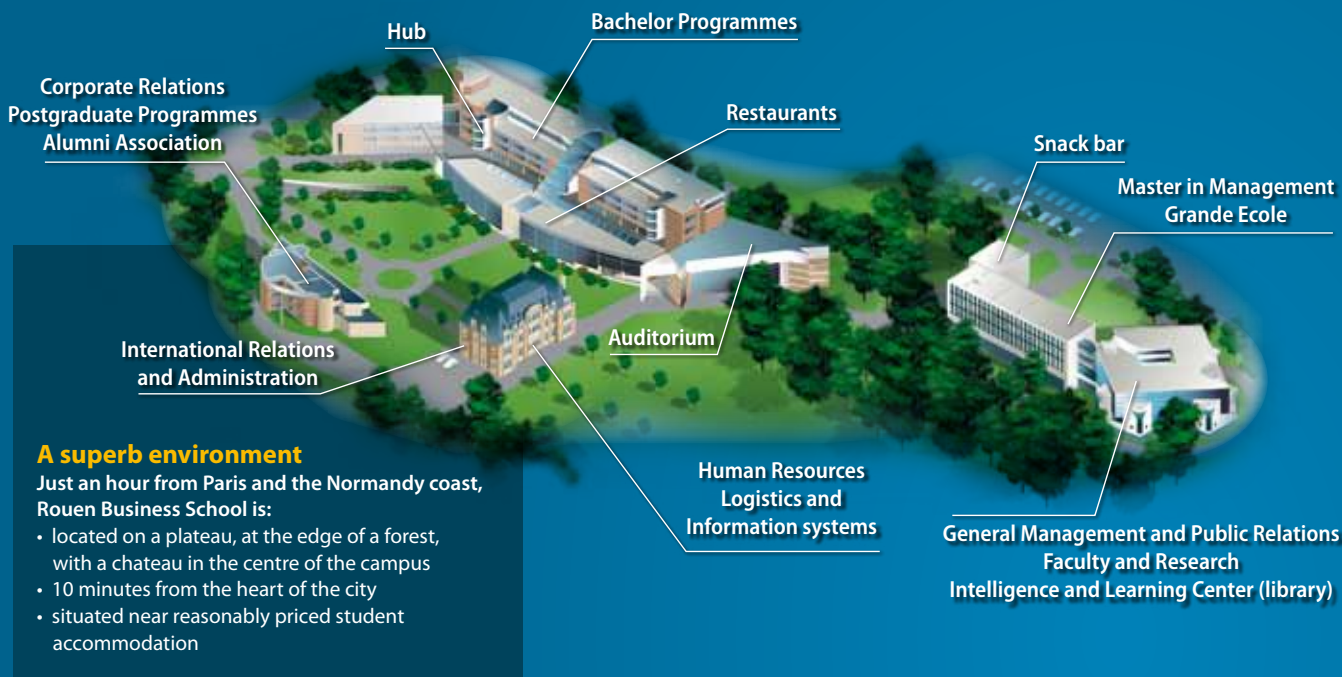 Hub
Bachelor Programmes
Corporate Relations
Postgraduate Programmes
Alumni Association
Restaurants
Snack bar
Master in Management
Grande Ecole
International Relations
and Administration
Auditorium
A superb environment
Just an hour from Paris and the Normandy coast,
Rouen Business School is:
• located on a plateau, at the edge of a forest,
with a chateau in the centre of the campus
• 10 minutes from the heart of the city
• situated near reasonably priced student
accommodation
Human Resources
Logistics and
Information systems
General Management and Public Relations
Faculty and Research
Intelligence and Learning Center (library)